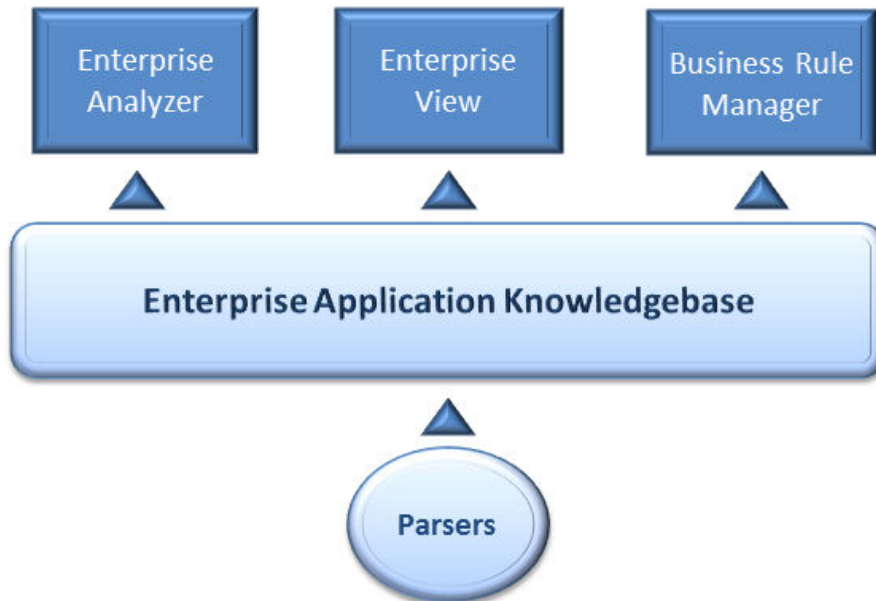 Enterprise
Analyzer
Enterprise
View
Business Rule
Manager
Enterprise Application Knowledgebase
Parsers